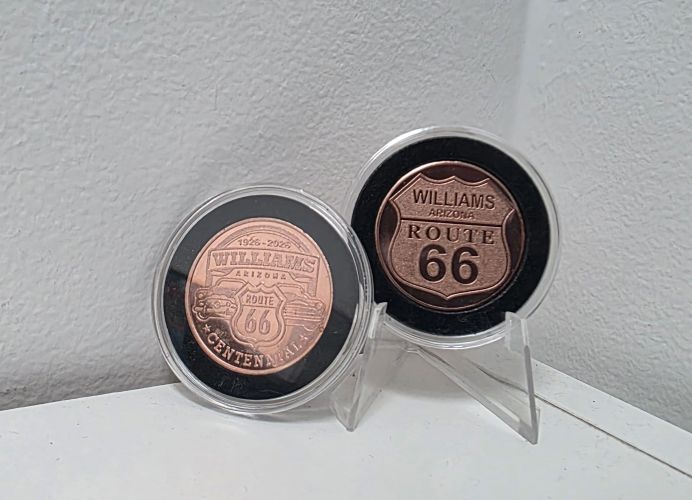 1926-2026
WILLIAMS
ARIZONA
ROUTE
66
★CENTENNIAL★
WILLIAMS
ARIZONA
ROUTE
66